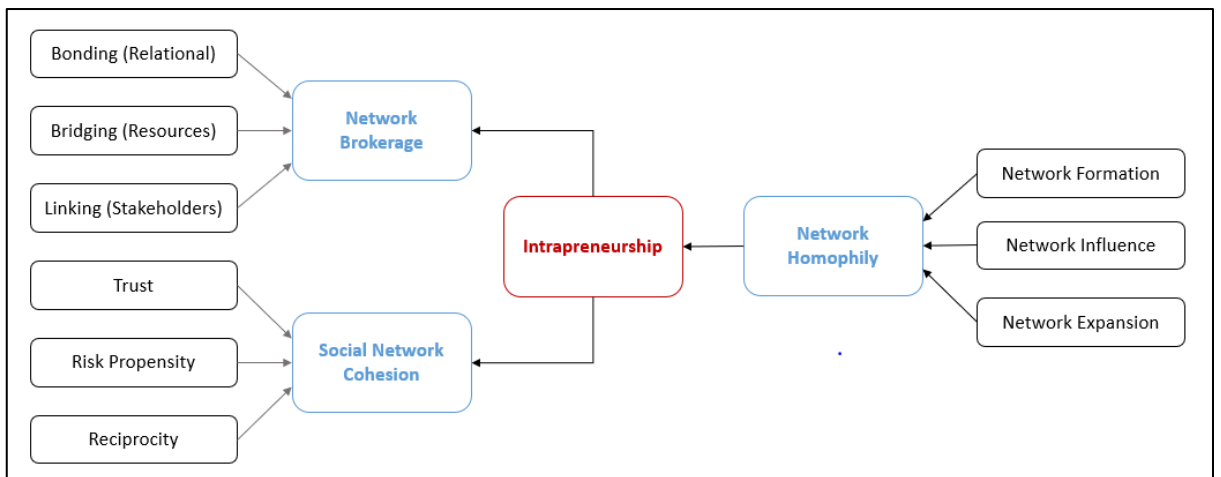 Bonding (Relational)
Bridging (Resources)
Linking (Stakeholders)
Trust
Risk Propensity
Reciprocity
Network
Brokerage
Social Network
Cohesion
Intrapreneurship
Network
Homophily
Network Formation
Network Influence
Network Expansion